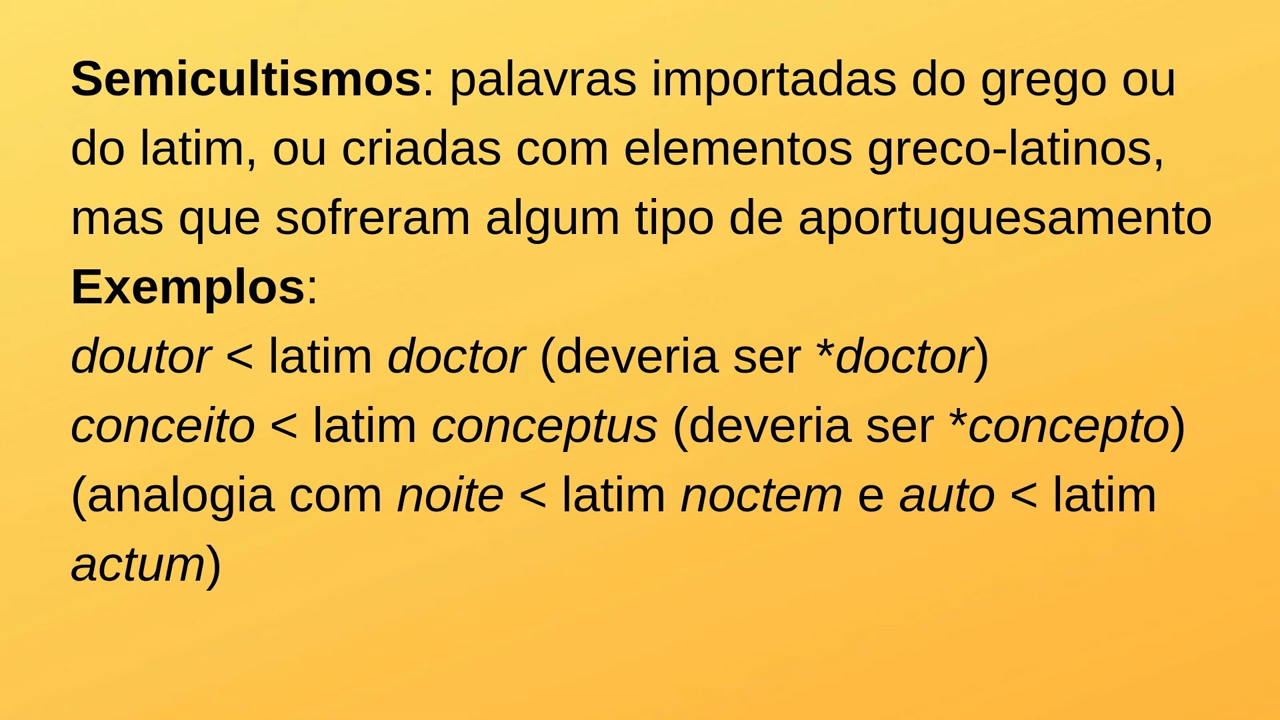 Semicultismos: palavras importadas do grego ou
do latim, ou criadas com elementos greco-latinos,
mas que sofreram algum tipo de aportuguesamento
Exemplos:
doutor < latim doctor (deveria ser *doctor)
conceito < latim conceptus (deveria ser *concepto)
(analogia com noite < latim noctem e auto < latim
actum)